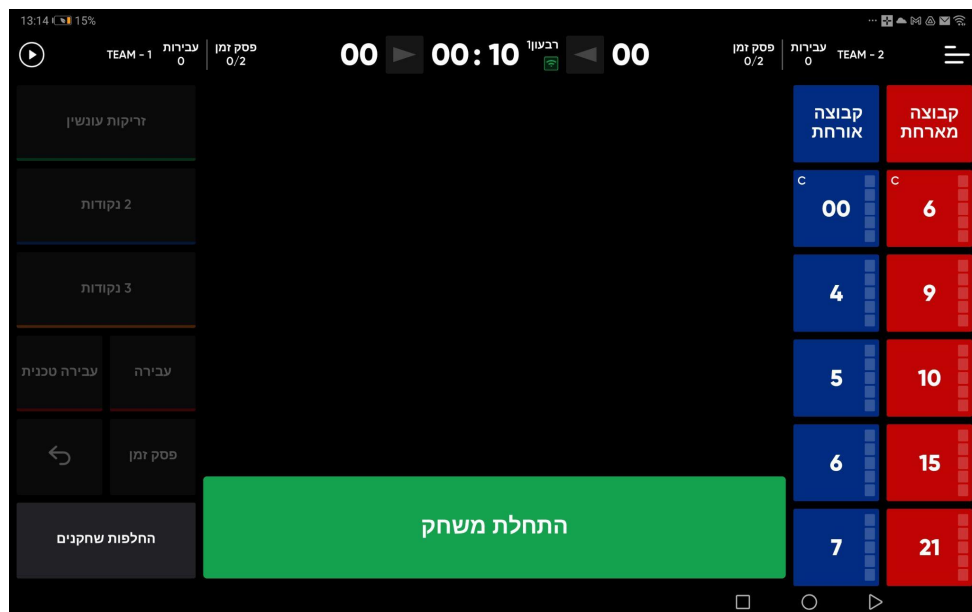 13:14 15%
TEAM - 1
עבירות
0
פסק זמן
0/2
00
00:10
רבעון1
00
פסק זמן
0/2
עבירות
0
TEAM - 2
זריקות עונשין
2 נקודות
3 נקודות
עבירה טכנית
עבירה
פסק זמן
החלפות שחקנים
התחלת משחק
קבוצה
אורחת
קבוצה
מארחת
C
00
C
6
4
9
5
10
6
15
7
21